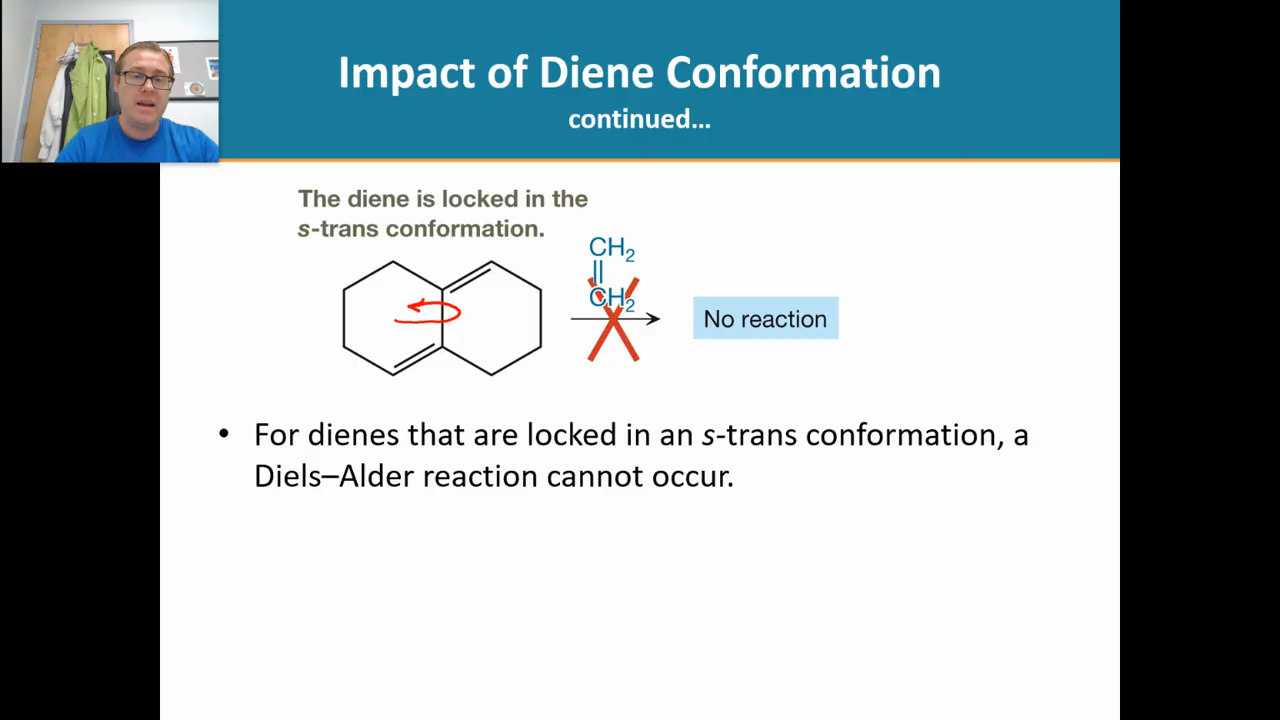 Impact of Diene Conformation
continued…
The diene is locked in the
s-trans conformation.
CH2
CH2
No reaction
• For dienes that are locked in an s-trans conformation, a
Diels–Alder reaction cannot occur.